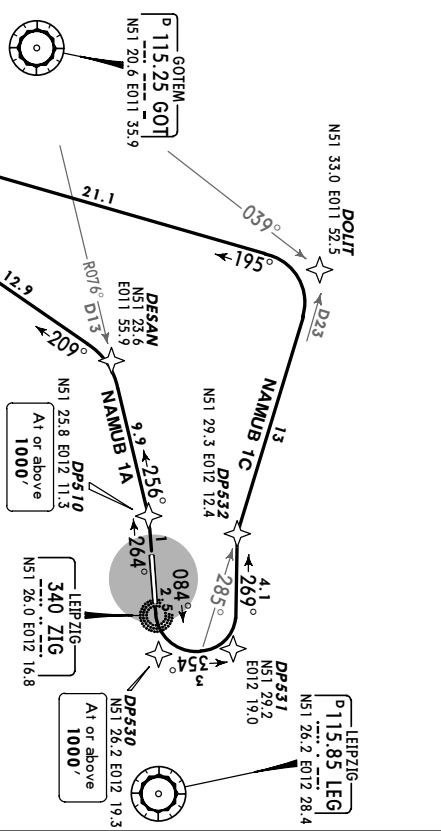 GOTEM
D 115.25 GOT
N51 20.6 E011 35.9
DOLIT
N51 33.0 E011 52.5
039°
D23
195°
21.1
R076° D13
DESAN
N51 23.6
E011 55.9
12.9
209°
NAMUB 1C
13
NAMUB 1A
9.9
256°
DP532
N51 29.3 E012 12.4
DP510
N51 25.8 E012 11.3
At or above
1000'
1
264°
084°
2.5
285°
4.1
269°
3
354°
DP531
N51 29.2
E012 19.0
LEIPZIG
340 ZIG
N51 26.0 E012 16.8
DP530
N51 26.2 E012 19.3
At or above
1000'
LEIPZIG
D 115.85 LEG
N51 26.2 E012 28.4